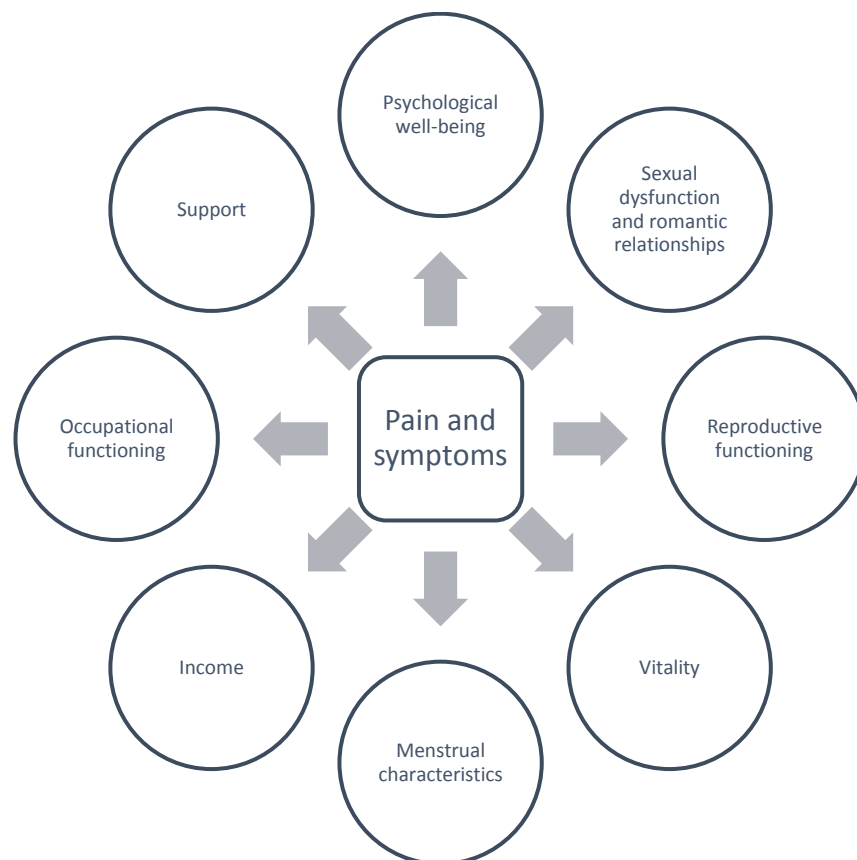 Psychological
well-being
Support
Sexual
dysfunction
and romantic
relationships
Occupational
functioning
Pain and
symptoms
Reproductive
functioning
Income
Vitality
Menstrual
characteristics